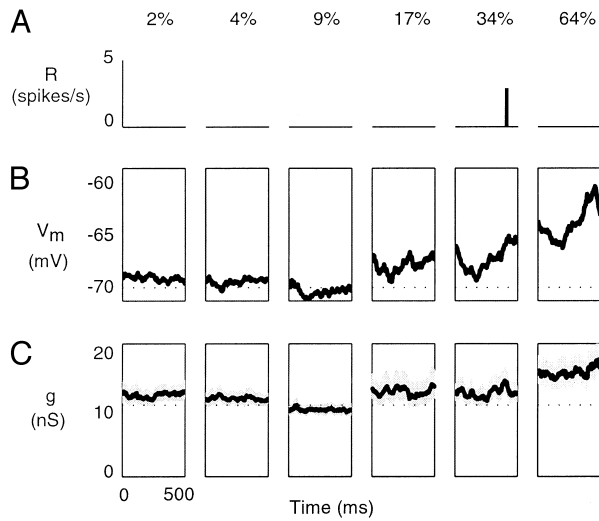 A
2% 4% 9% 17% 34% 64%
5
R
(spikes/s)
0
B
-60
Vm
-65
(mV)
-70
C
20
g
10
(nS)
0
0 500
Time (ms)